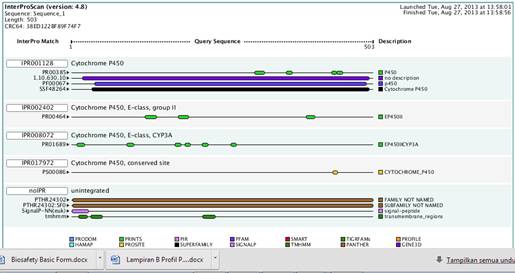 InterProScan (version: 4.8)
Sequence: Sequence_1
Length: 503
CRC64: 38ED1228F89F74F7
Launched Tue, Aug 27, 2013 at 13:58:01
Finished Tue, Aug 27, 2013 at 13:58:56
InterPro Match Query Sequence Description
1 503
IPR001128 Cytochrome P450
PR00385 P450
1.10.630.10 no description
PF00067 p450
SSF48264 Cytochrome P450
IPR002402 Cytochrome P450, E-class, group II
PR00464 EP450II
IPR008072 Cytochrome P450, E-class, CYP3A
PR01689 EP450IICYP3A
IPR017972 Cytochrome P450, conserved site
PS00086 CYTOCHROME_P450
noIPR unintegrated
PTHR24302 FAMILY NOT NAMED
PTHR24302:SF0 SUBFAMILY NOT NAMED
SignalP-NN(euk) signal-peptide
tmhmm transmembrane_regions
PRODOM PRINTS PIR PFAM SMART TIGRFAMs PROFILE
HAMAP PROSITE SUPERFAMILY SIGNALP TMHMM PANTHER GENE3D
Biosafety Basic Form.docx Lampiran B Profil P....docx Tampilkan semua undu